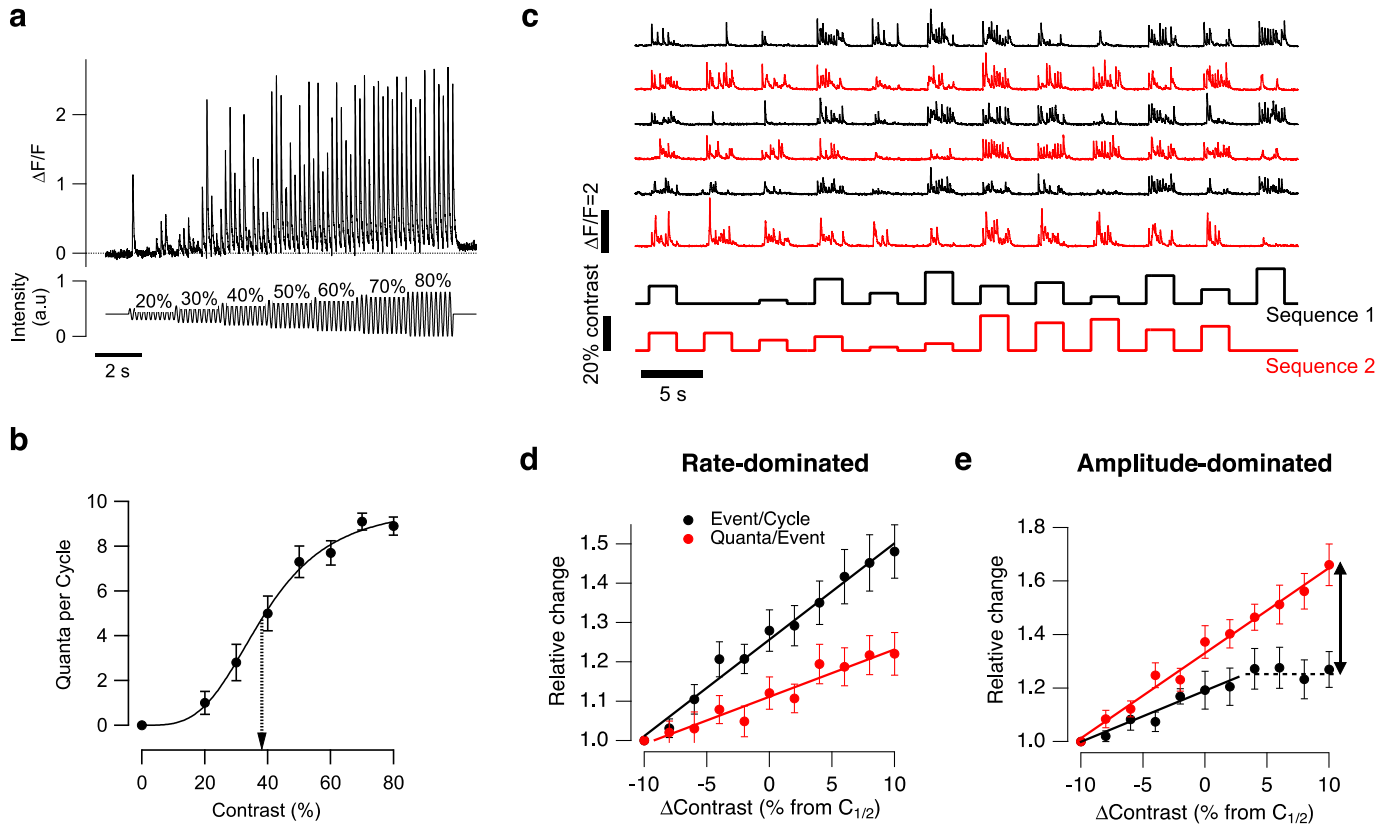 a
ΔF/F
2
1
0
Intensity
(a.u)
1
0
20%
30%
40%
50%
60%
70%
80%
2 s
b
Quanta per Cycle
10
8
6
4
2
0
0
20
40
60
80
Contrast (%)
c
ΔF/F=2
20% contrast
Sequence 1
Sequence 2
5 s
d
Rate-dominated
Event/Cycle
Quanta/Event
Relative change
1.5
1.4
1.3
1.2
1.1
1.0
-10
-5
0
5
10
ΔContrast (% from C1/2)
e
Amplitude-dominated
Relative change
1.8
1.6
1.4
1.2
1.0
-10
-5
0
5
10
ΔContrast (% from C1/2)